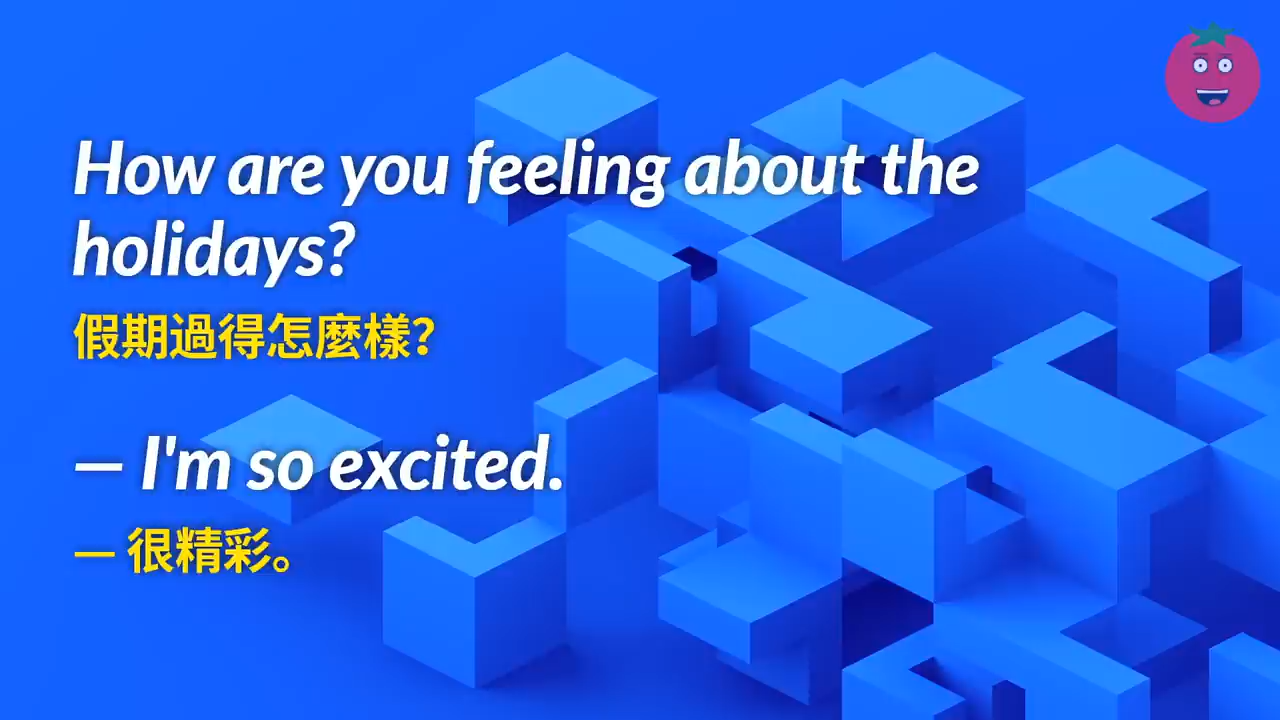 How are you feeling about the
holidays?
假期過得怎麼樣？
— I'm so excited.
— 很精彩。